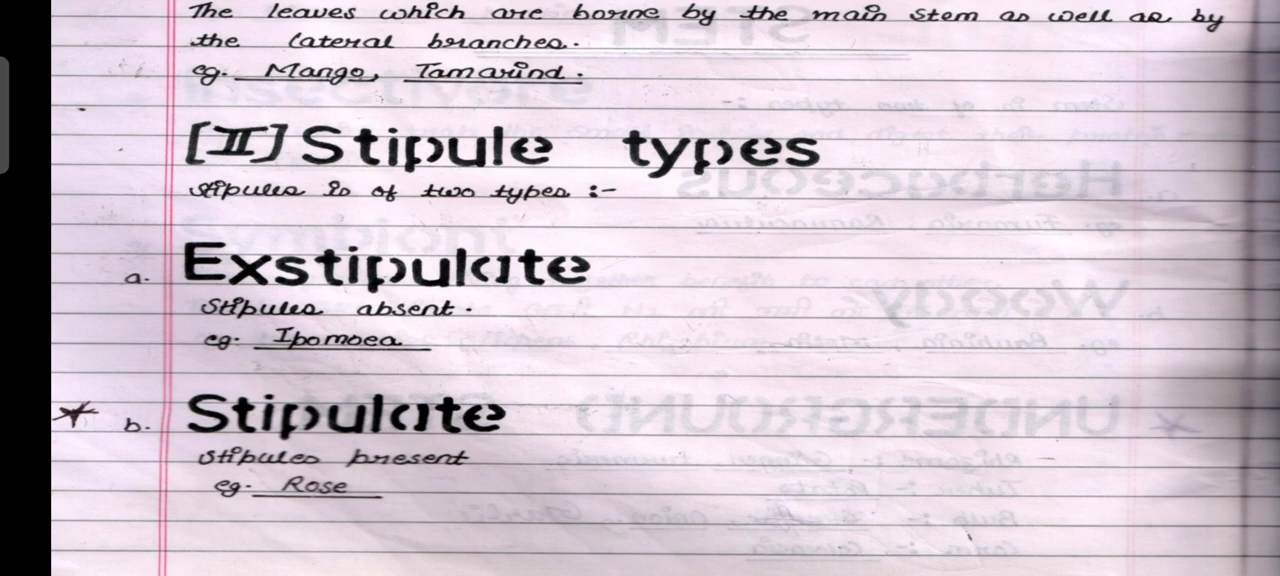 The leaves which are borne by the main stem as well as by
the lateral branches.
eg. Mango, Tamarind.
[II] Stipule types
stipules is of two types :-
a. Exstipulate
Stipules absent.
eg. Ipomoea
b. Stipulate
stipules present
eg. Rose